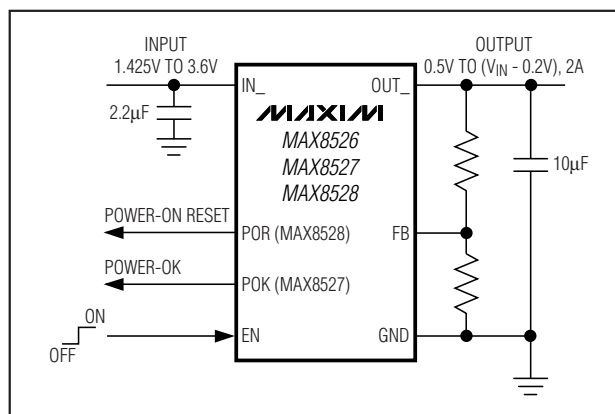 INPUT
1.425V TO 3.6V
OUTPUT
0.5V TO (VIN - 0.2V), 2A
IN_
OUT_
2.2µF
MAXIM
MAX8526
MAX8527
MAX8528
10µF
POWER-ON RESET
POR (MAX8528)
FB
POWER-OK
POK (MAX8527)
ON
OFF
EN
GND